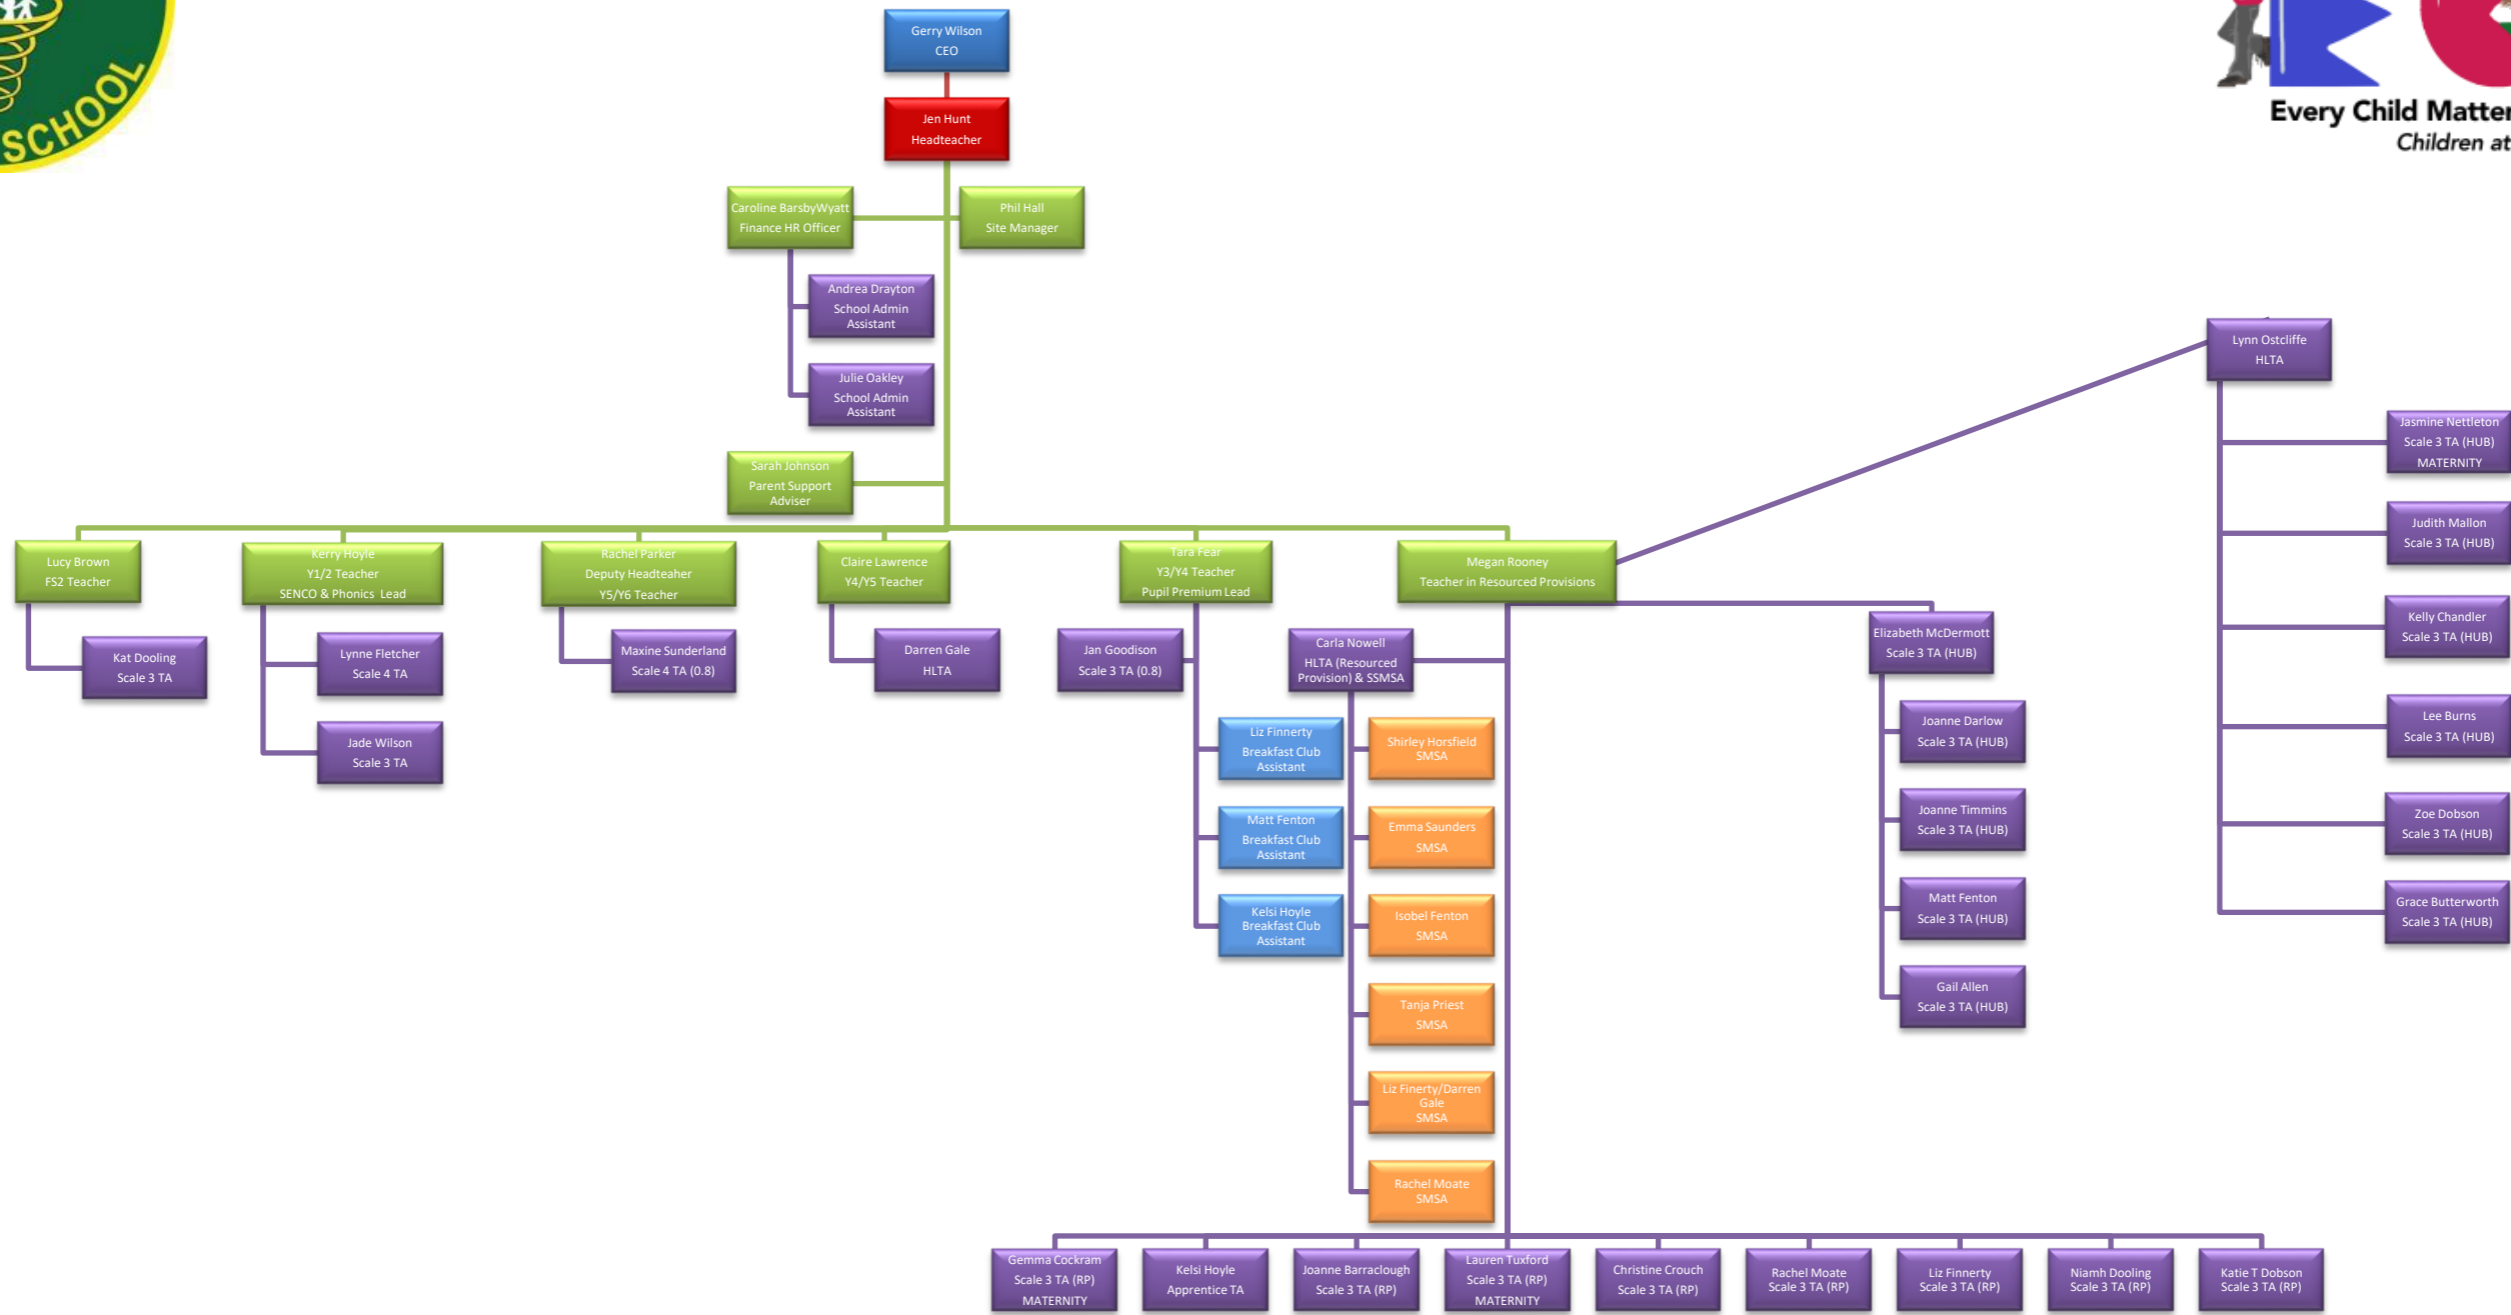 SCHOOL
Every Child Matter
Children at
Gerry Wilson
CEO
Jen Hunt
Headteacher
Caroline BarsbyWyatt
Finance HR Officer
Phil Hall
Site Manager
Andrea Drayton
School Admin
Assistant
Julie Oakley
School Admin
Assistant
Sarah Johnson
Parent Support
Adviser
Lucy Brown
FS2 Teacher
Kerry Hoyle
Y1/2 Teacher
SENCO & Phonics Lead
Rachel Parker
Deputy Headteaher
Y5/Y6 Teacher
Claire Lawrence
Y4/Y5 Teacher
Tara Fear
Y3/Y4 Teacher
Pupil Premium Lead
Megan Rooney
Teacher in Resourced Provisions
Kat Dooling
Scale 3 TA
Lynne Fletcher
Scale 4 TA
Jade Wilson
Scale 3 TA
Maxine Sunderland
Scale 4 TA (0.8)
Darren Gale
HLTA
Jan Goodison
Scale 3 TA (0.8)
Liz Finnerty
Breakfast Club
Assistant
Matt Fenton
Breakfast Club
Assistant
Kelsi Hoyle
Breakfast Club
Assistant
Carla Nowell
HLTA (Resourced
Provision) & SSMSA
Shirley Horsfield
SMSA
Emma Saunders
SMSA
Isobel Fenton
SMSA
Tanja Priest
SMSA
Liz Finerty/Darren
Gale
SMSA
Rachel Moate
SMSA
Elizabeth McDermott
Scale 3 TA (HUB)
Joanne Darlow
Scale 3 TA (HUB)
Joanne Timmins
Scale 3 TA (HUB)
Matt Fenton
Scale 3 TA (HUB)
Gail Allen
Scale 3 TA (HUB)
Lynn Ostcliffe
HLTA
Jasmine Nettleton
Scale 3 TA (HUB)
MATERNITY
Judith Mallon
Scale 3 TA (HUB)
Kelly Chandler
Scale 3 TA (HUB)
Lee Burns
Scale 3 TA (HUB)
Zoe Dobson
Scale 3 TA (HUB)
Grace Butterworth
Scale 3 TA (HUB)
Gemma Cockram
Scale 3 TA (RP)
MATERNITY
Kelsi Hoyle
Apprentice TA
Joanne Barraclough
Scale 3 TA (RP)
Lauren Tuxford
Scale 3 TA (RP)
MATERNITY
Christine Crouch
Scale 3 TA (RP)
Rachel Moate
Scale 3 TA (RP)
Liz Finnerty
Scale 3 TA (RP)
Niamh Dooling
Scale 3 TA (RP)
Katie T Dobson
Scale 3 TA (RP)